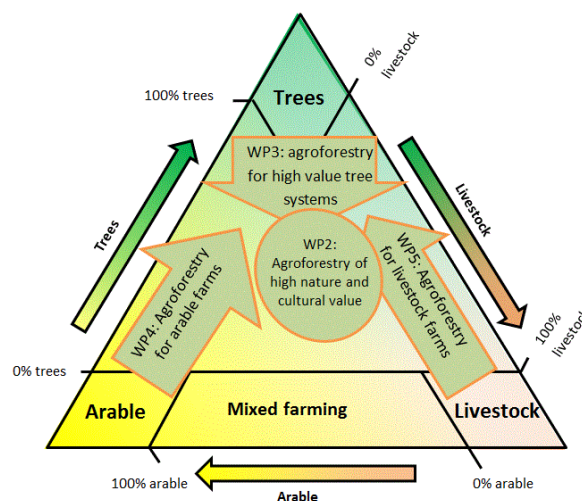 0%
livestock
100% trees
Trees
WP3: agroforestry
for high value tree
systems
Trees
Livestock
WP2:
Agroforestry of
high nature and
cultural value
WP4: Agroforestry
for arable farms
WP5: Agroforestry
for livestock farms
100%
livestock
0% trees
Arable
Mixed farming
Livestock
100% arable
0% arable
Arable